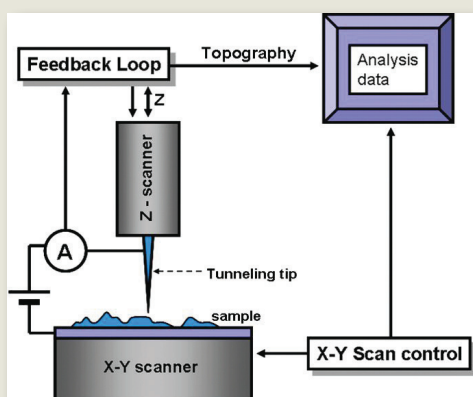 Topography
Feedback Loop
Analysis
data
Z
Z - scanner
A
Tunneling tip
sample
X-Y scanner
X-Y Scan control